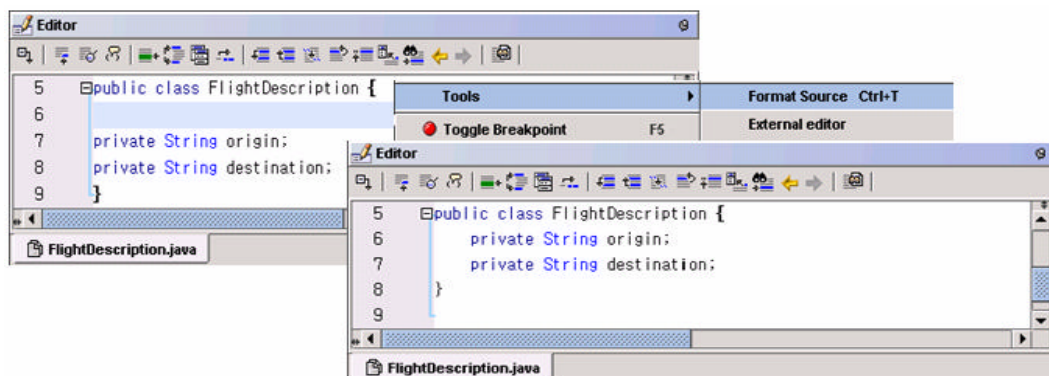 Editor
5 public class FlightDescription {
6
7 private String origin;
8 private String destination;
9 }
FlightDescription.java
Tools
Format Source Ctrl+T
Toggle Breakpoint F5
External editor
Editor
5 public class FlightDescription {
6 private String origin;
7 private String destination;
8 }
9
FlightDescription.java